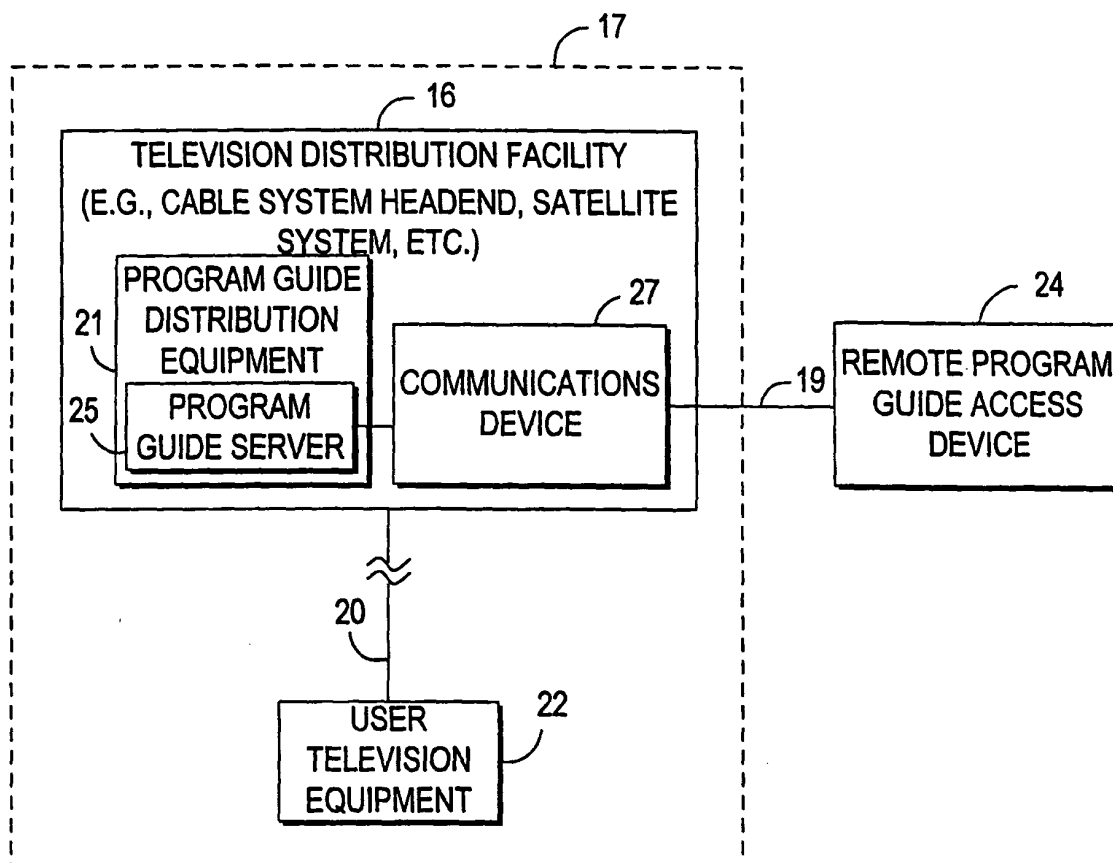 17
16
TELEVISION DISTRIBUTION FACILITY
(E.G., CABLE SYSTEM HEADEND, SATELLITE
SYSTEM, ETC.)
PROGRAM GUIDE
DISTRIBUTION
EQUIPMENT
21
25
PROGRAM
GUIDE SERVER
27
COMMUNICATIONS
DEVICE
19
24
REMOTE PROGRAM
GUIDE ACCESS
DEVICE
20
22
USER
TELEVISION
EQUIPMENT